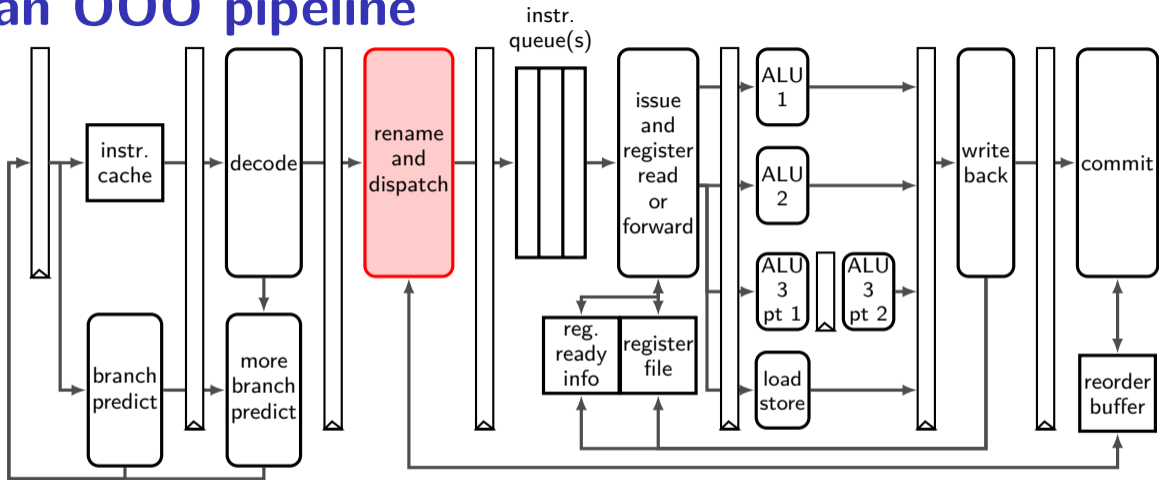 an OOO pipeline
instr.
queue(s)
instr.
cache
decode
rename
and
dispatch
issue
and
register
read
or
forward
ALU
1
ALU
2
ALU
3
pt 1
ALU
3
pt 2
load
store
write
back
commit
branch
predict
more
branch
predict
reg.
ready
info
register
file
reorder
buffer